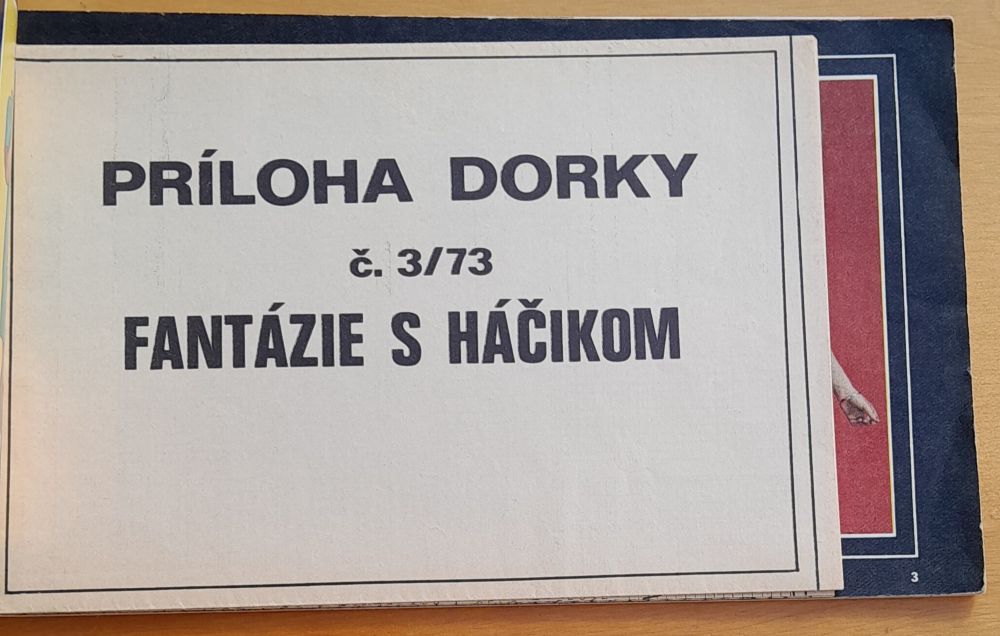 PRÍLOHA DORKY
č. 3/73
FANTÁZIE S HÁČIKOM
3